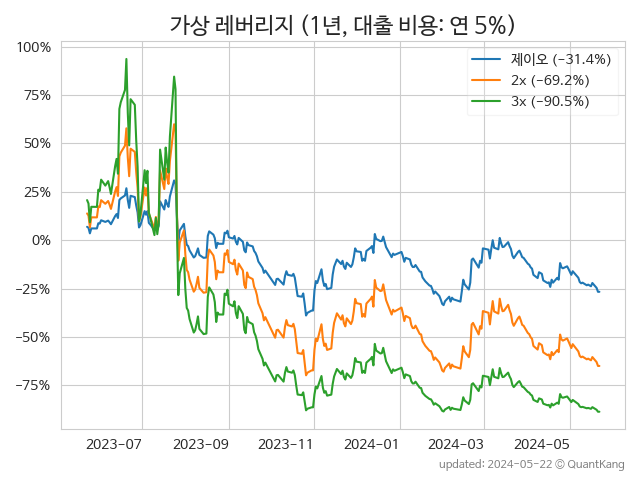 가상 레버리지 (1년, 대출 비용: 연 5%)
100%
75%
50%
25%
0%
−25%
−50%
−75%
제이오 (−31.4%)
2x (−69.2%)
3x (−90.5%)
2023-07
2023-09
2023-11
2024-01
2024-03
2024-05
updated: 2024-05-22 © QuantKang